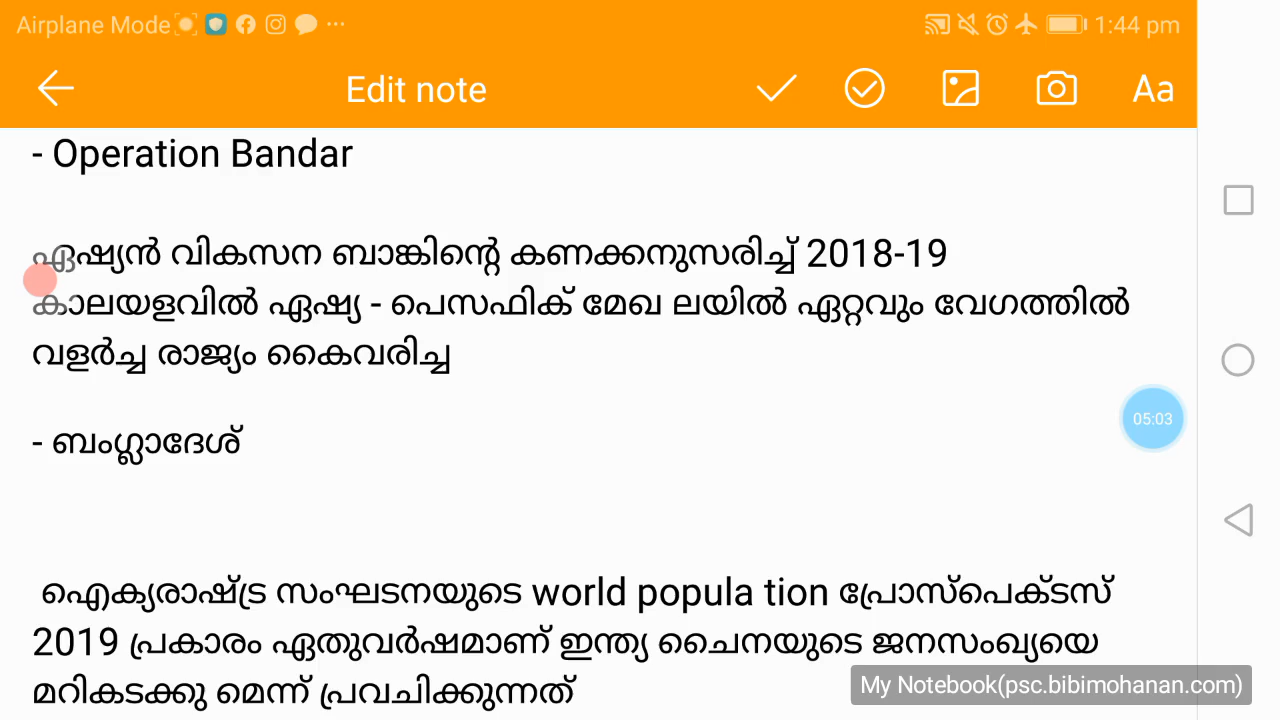 Airplane Mode ... 1:44 pm
Edit note Aa
- Operation Bandar
ഏഷ്യൻ വികസന ബാങ്കിന്റെ കണക്കനുസരിച്ച് 2018-19
കാലയളവിൽ ഏഷ്യ - പെസഫിക് മേഖ ലയിൽ ഏറ്റവും വേഗത്തിൽ
വളർച്ച രാജ്യം കൈവരിച്ച
- ബംഗ്ലാദേശ്
05:03
ഐക്യരാഷ്ട്ര സംഘടനയുടെ world popula tion പ്രോസ്പെക്ടസ്
2019 പ്രകാരം ഏതുവർഷമാണ് ഇന്ത്യ ചൈനയുടെ ജനസംഖ്യയെ
മറികടക്കു മെന്ന് പ്രവചിക്കുന്നത്
My Notebook(psc.bibimohanan.com)